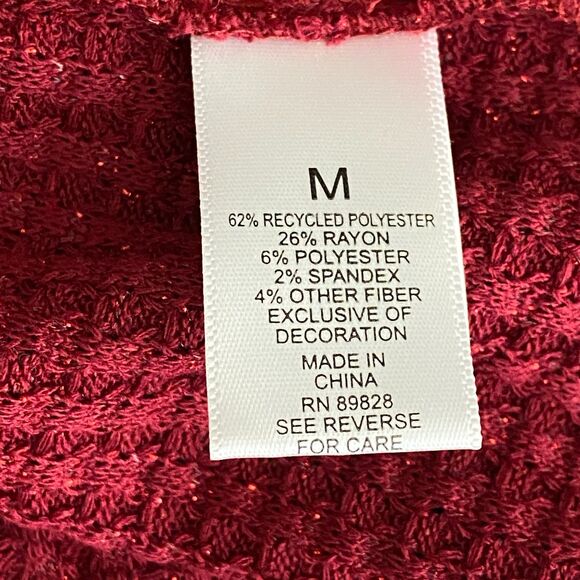 M
62% RECYCLED POLYESTER
26% RAYON
6% POLYESTER
2% SPANDEX
4% OTHER FIBER
EXCLUSIVE OF
DECORATION
MADE IN
CHINA
RN 89828
SEE REVERSE
FOR CARE